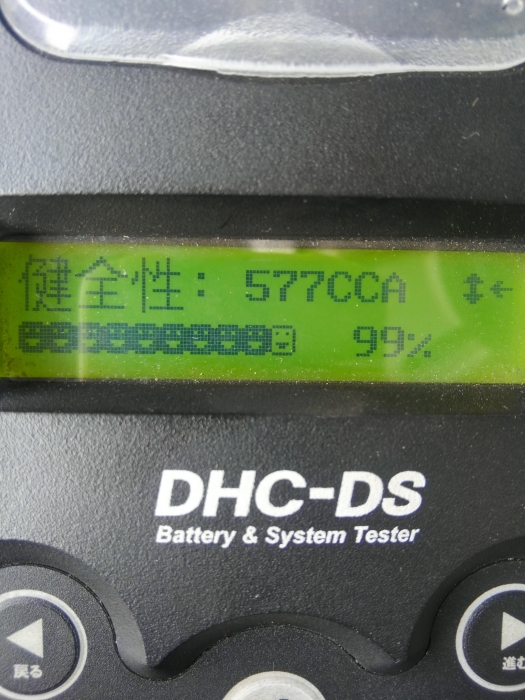 健全性: 577CCA ↕←
99%
DHC-DS
Battery & System Tester
戻る
進む